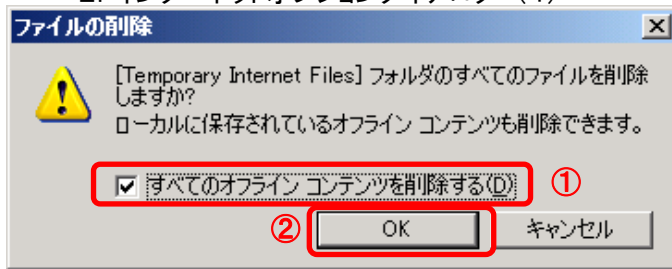 ファイルの削除
[Temporary Internet Files] フォルダのすべてのファイルを削除
しますか?
ローカルに保存されているオフライン コンテンツも削除できます。
すべてのオフライン コンテンツを削除する(D) ①
② OK キャンセル